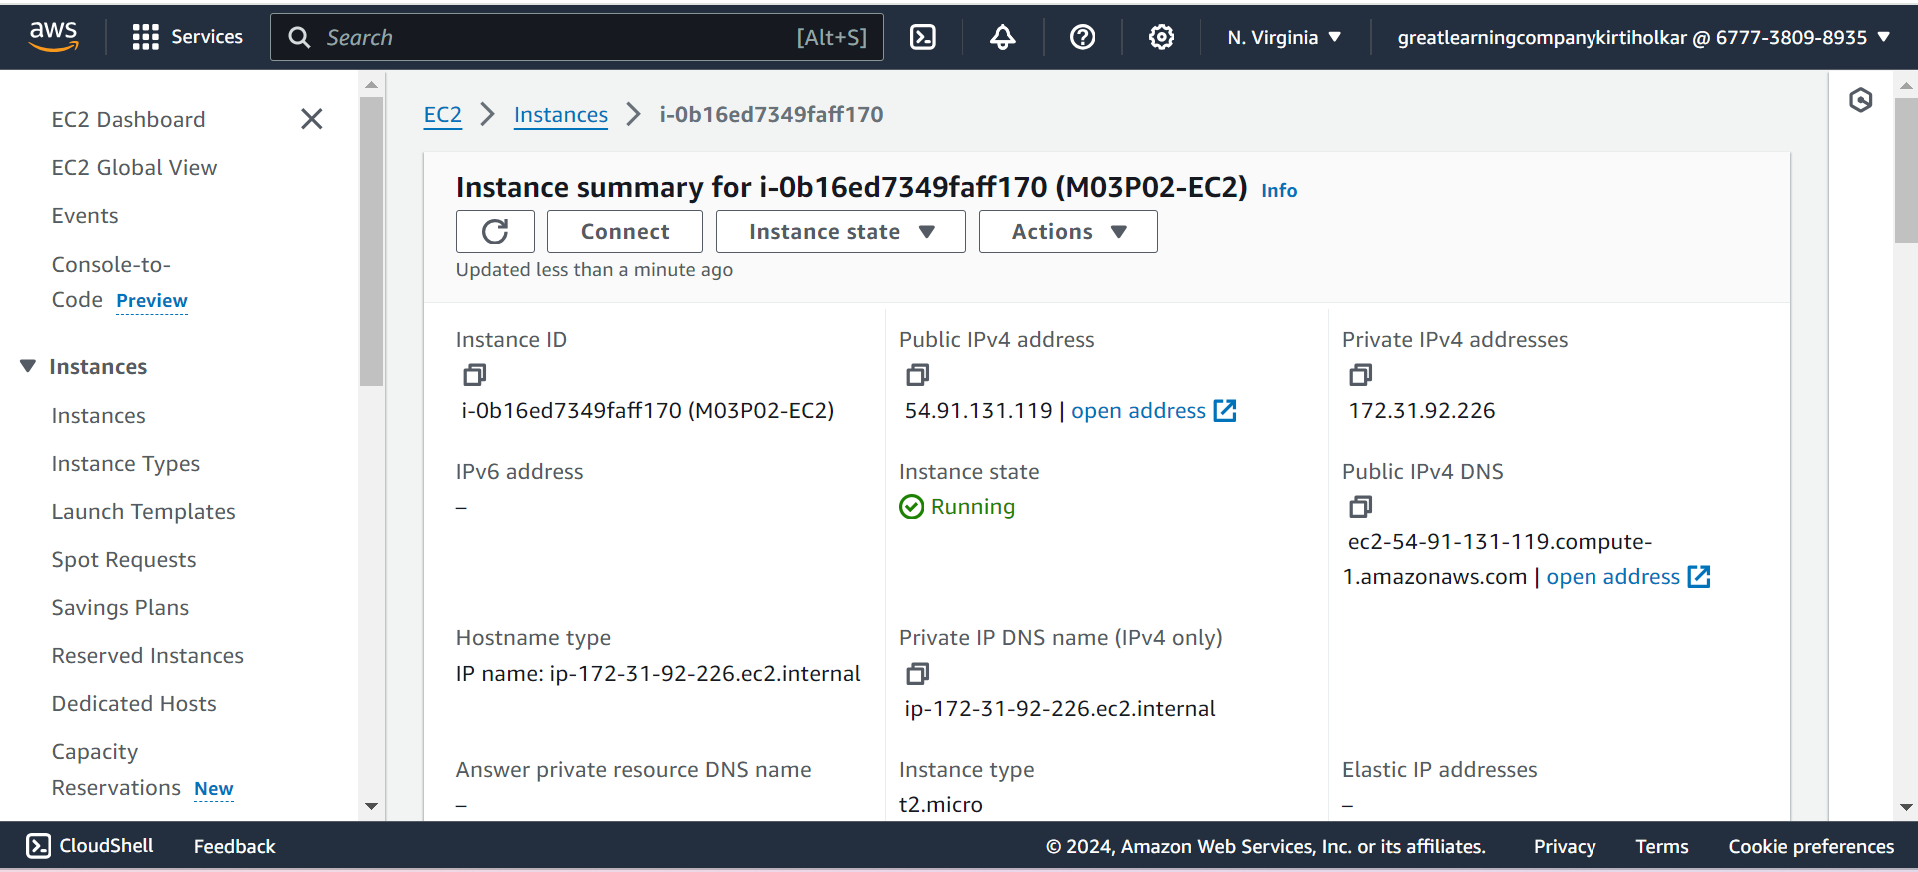 aws
Services
Search [Alt+S]
N. Virginia
greatlearningcompanykirtiholkar @ 6777-3809-8935
EC2 Dashboard
EC2 Global View
Events
Console-to-
Code Preview
Instances
Instances
Instance Types
Launch Templates
Spot Requests
Savings Plans
Reserved Instances
Dedicated Hosts
Capacity
Reservations New
EC2 Instances i-0b16ed7349faff170
Instance summary for i-0b16ed7349faff170 (M03P02-EC2) Info
Connect
Instance state
Actions
Updated less than a minute ago
Instance ID
i-0b16ed7349faff170 (M03P02-EC2)
Public IPv4 address
54.91.131.119 | open address
Private IPv4 addresses
172.31.92.226
IPv6 address
–
Instance state
Running
Public IPv4 DNS
ec2-54-91-131-119.compute-
1.amazonaws.com | open address
Hostname type
IP name: ip-172-31-92-226.ec2.internal
Private IP DNS name (IPv4 only)
ip-172-31-92-226.ec2.internal
Answer private resource DNS name
–
Instance type
t2.micro
Elastic IP addresses
–
CloudShell
Feedback
© 2024, Amazon Web Services, Inc. or its affiliates.
Privacy
Terms
Cookie preferences